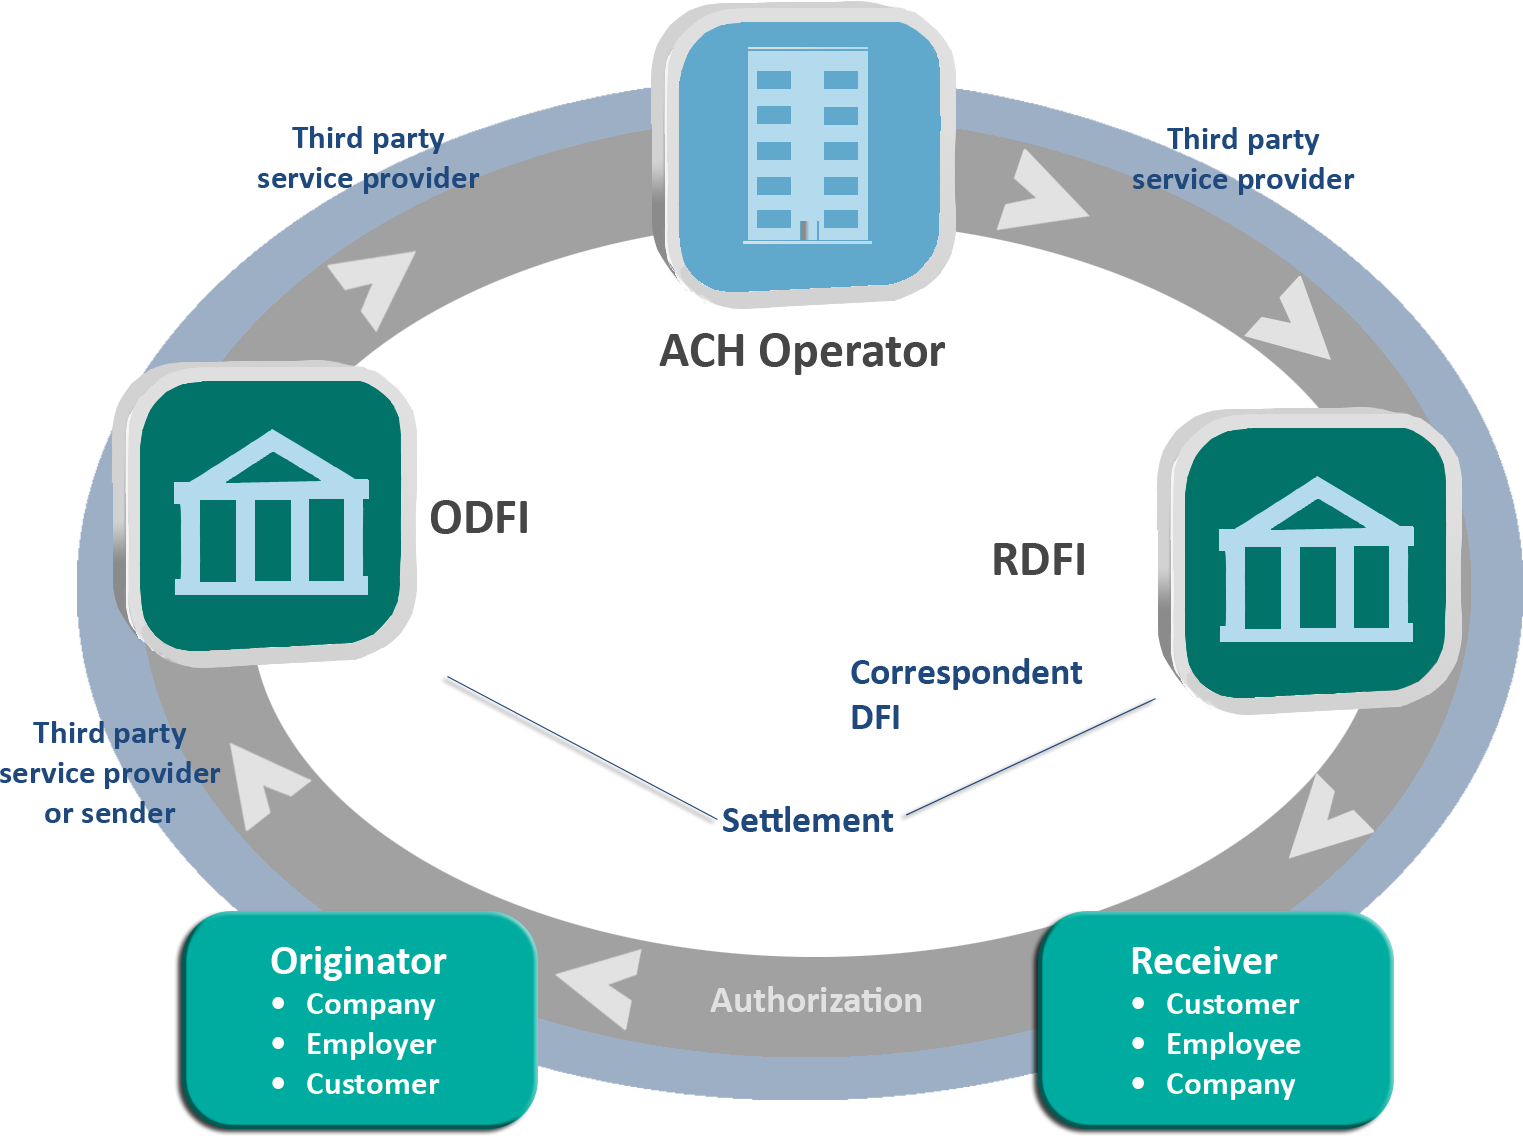 Third party
service provider
Third party
service provider
ACH Operator
ODFI
RDFI
Correspondent
DFI
Third party
service provider
or sender
Settlement
Originator
• Company
• Employer
• Customer
Authorization
Receiver
• Customer
• Employee
• Company